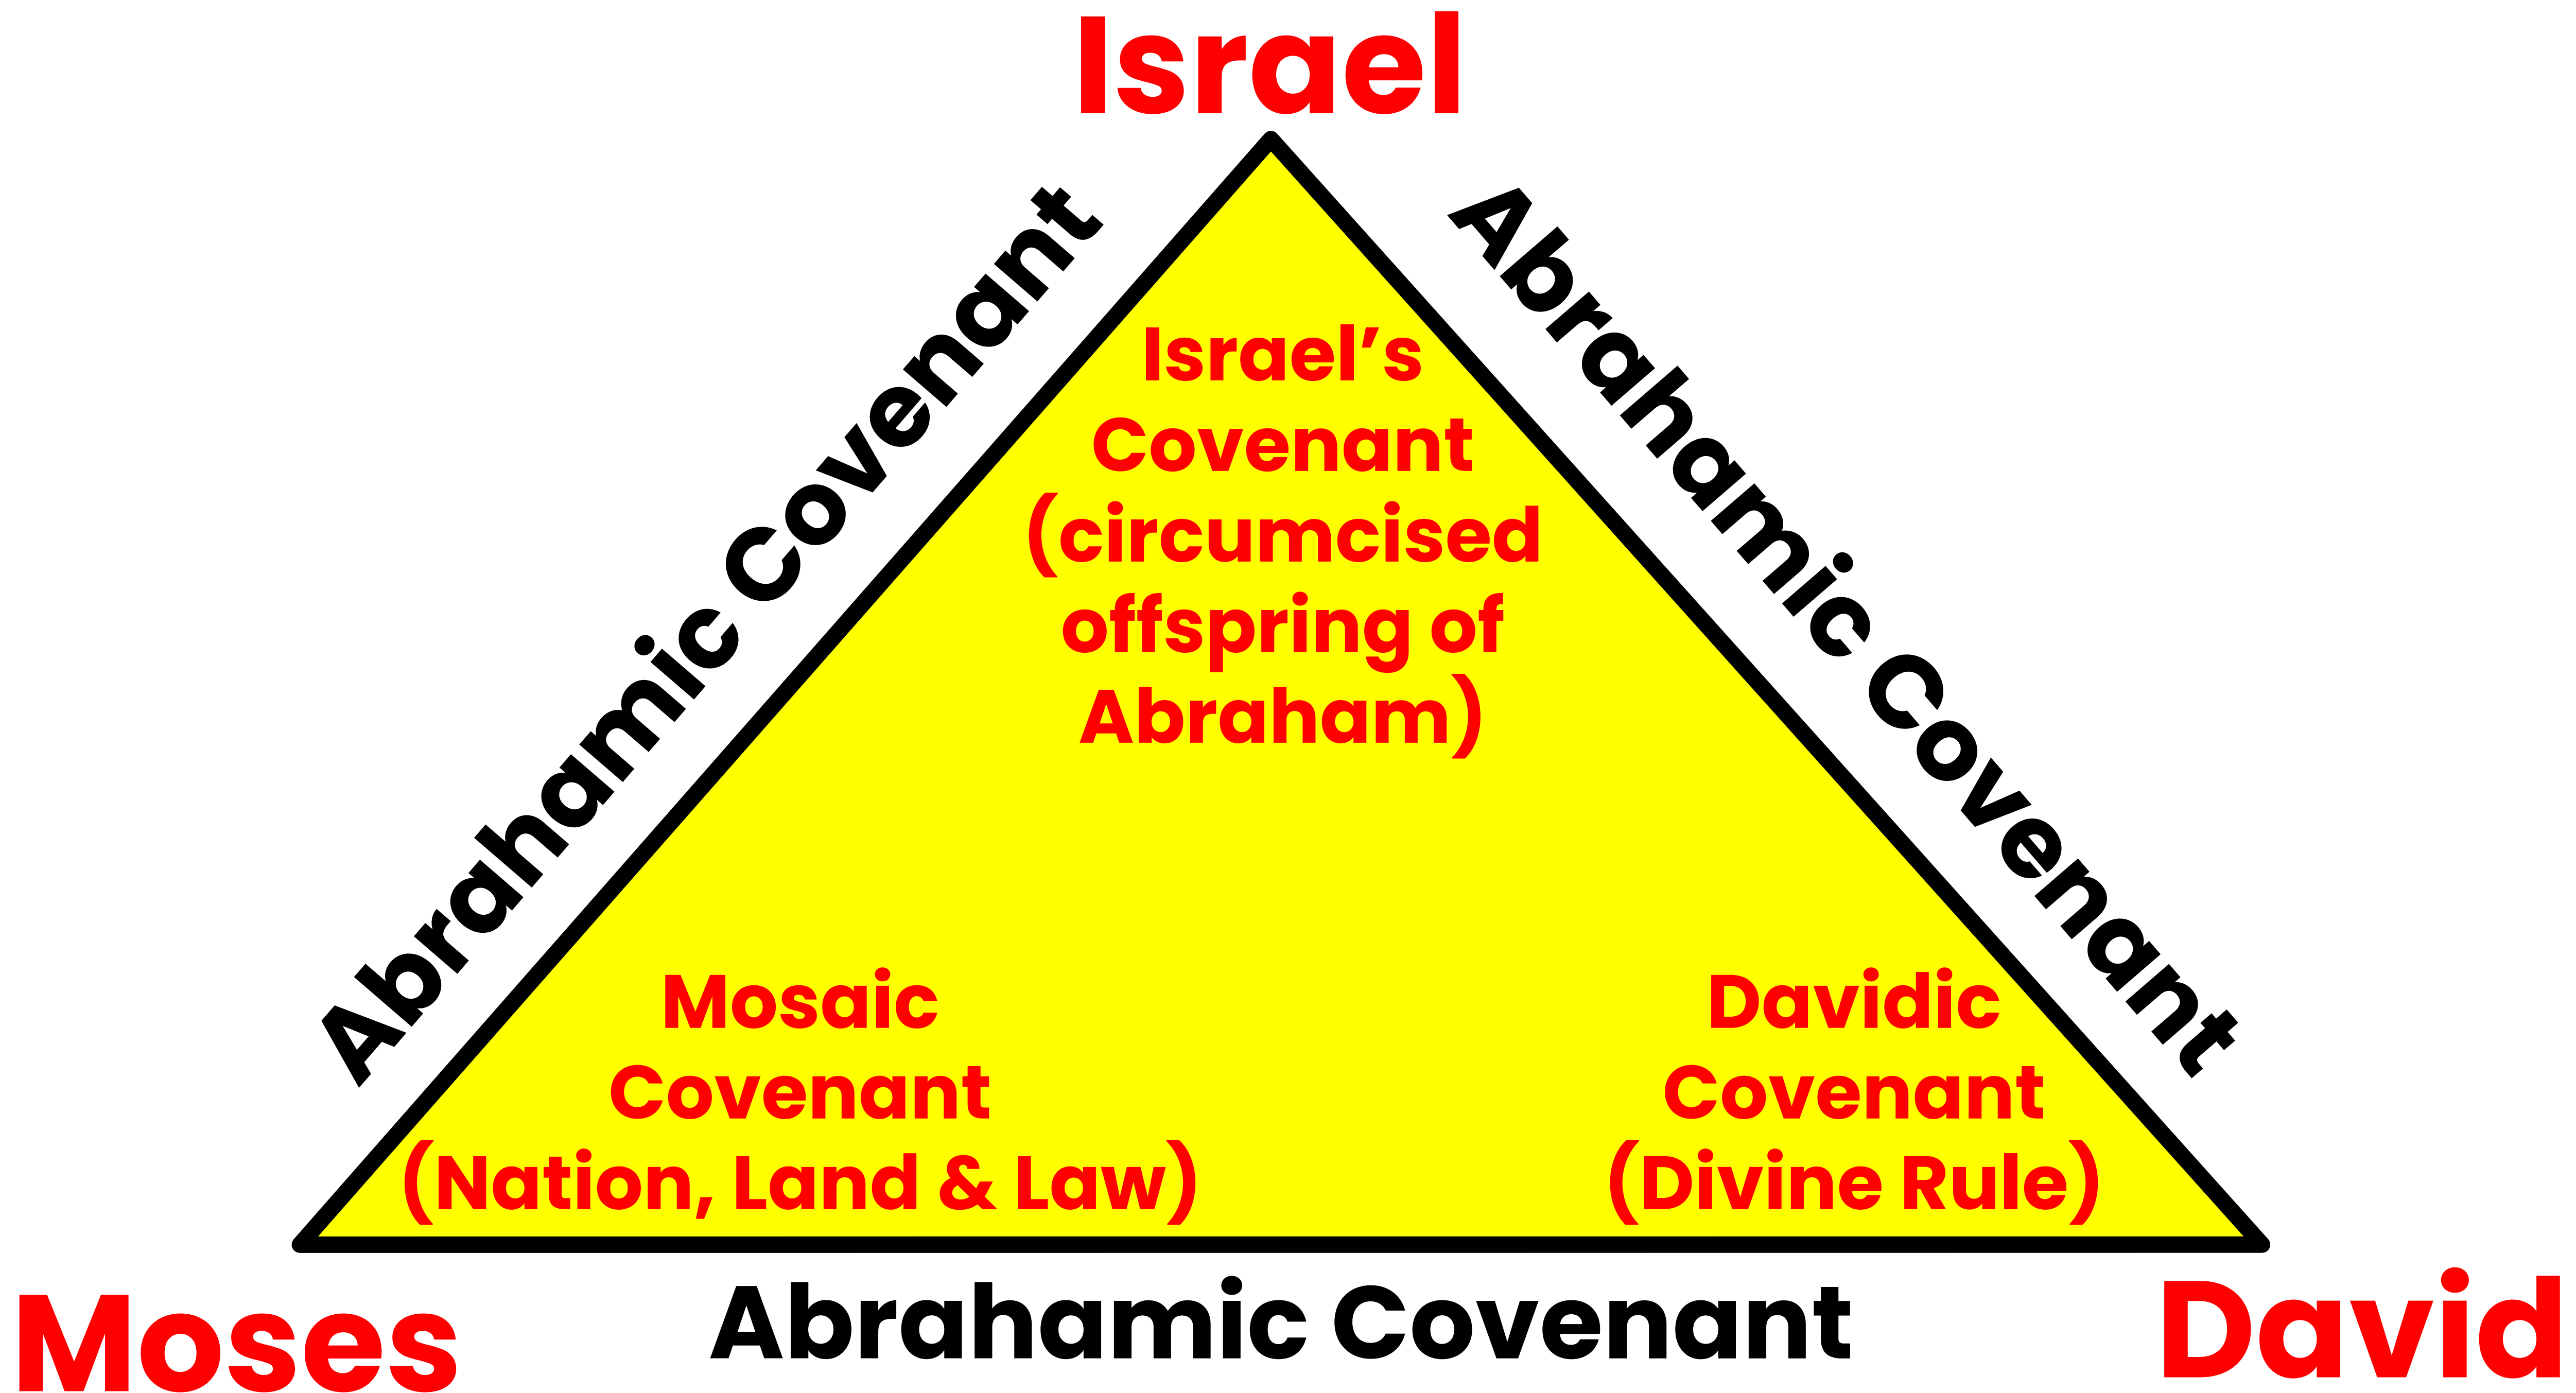 Israel
Abrahamic Covenant
Abrahamic Covenant
Israel’s
Covenant
(circumcised
offspring of
Abraham)
Mosaic
Covenant
(Nation, Land & Law)
Davidic
Covenant
(Divine Rule)
Moses
Abrahamic Covenant
David